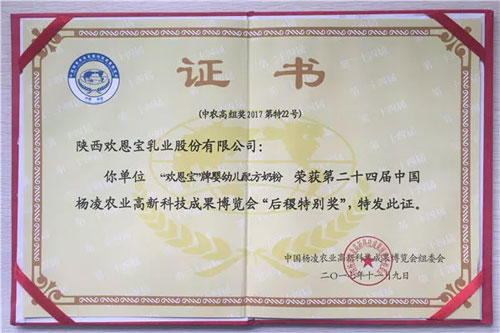 证书
(中农高组奖2017第特22号)
陕西欢恩宝乳业股份有限公司:
你单位 “欢恩宝”牌婴幼儿配方奶粉 荣获第二十四届中国
杨凌农业高新科技成果博览会“后稷特别奖”,特发此证。
中国杨凌农业高新科技成果博览会组委会
二〇一七年十一月九日